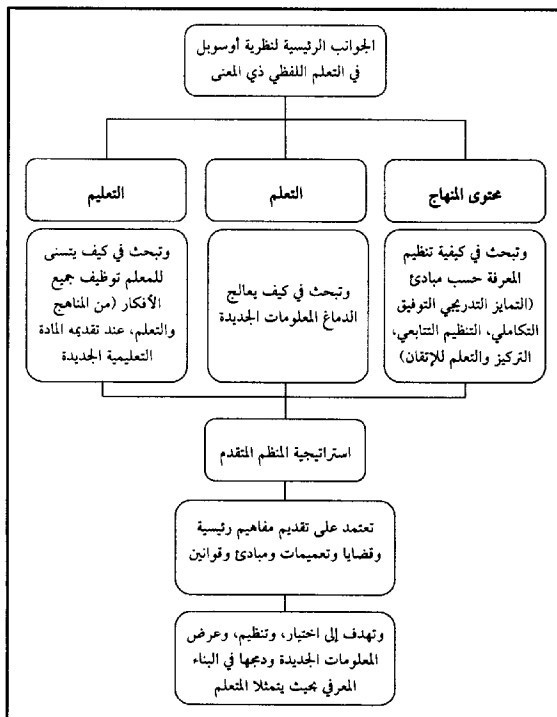 الجوانب الرئيسية لنظرية أوسوبل
في التعلم اللفظي ذي المعنى
محتوى المنهاج
وتبحث في كيفية تنظيم
المعرفة حسب مبادئ
(التمايز التدريجي التوفيق
التكاملي، التنظيم التتابعي،
التركيز والتعلم للإتقان)
التعلم
وتبحث في كيف يعالج
الدماغ المعلومات الجديدة
التعليم
وتبحث في كيف يتسنى
للمعلم توظيف جميع
الأفكار (من المناهج
والتعلم، عند تقديمه المادة
التعليمية الجديدة
استراتيجية المنظم المتقدم
تعتمد على تقديم مفاهيم رئيسية
وقضايا وتعميمات ومبادئ وقوانين
وتهدف إلى اختيار، وتنظيم، وعرض
المعلومات الجديدة ودمجها في البناء
المعرفي بحيث يتمثلا المتعلم